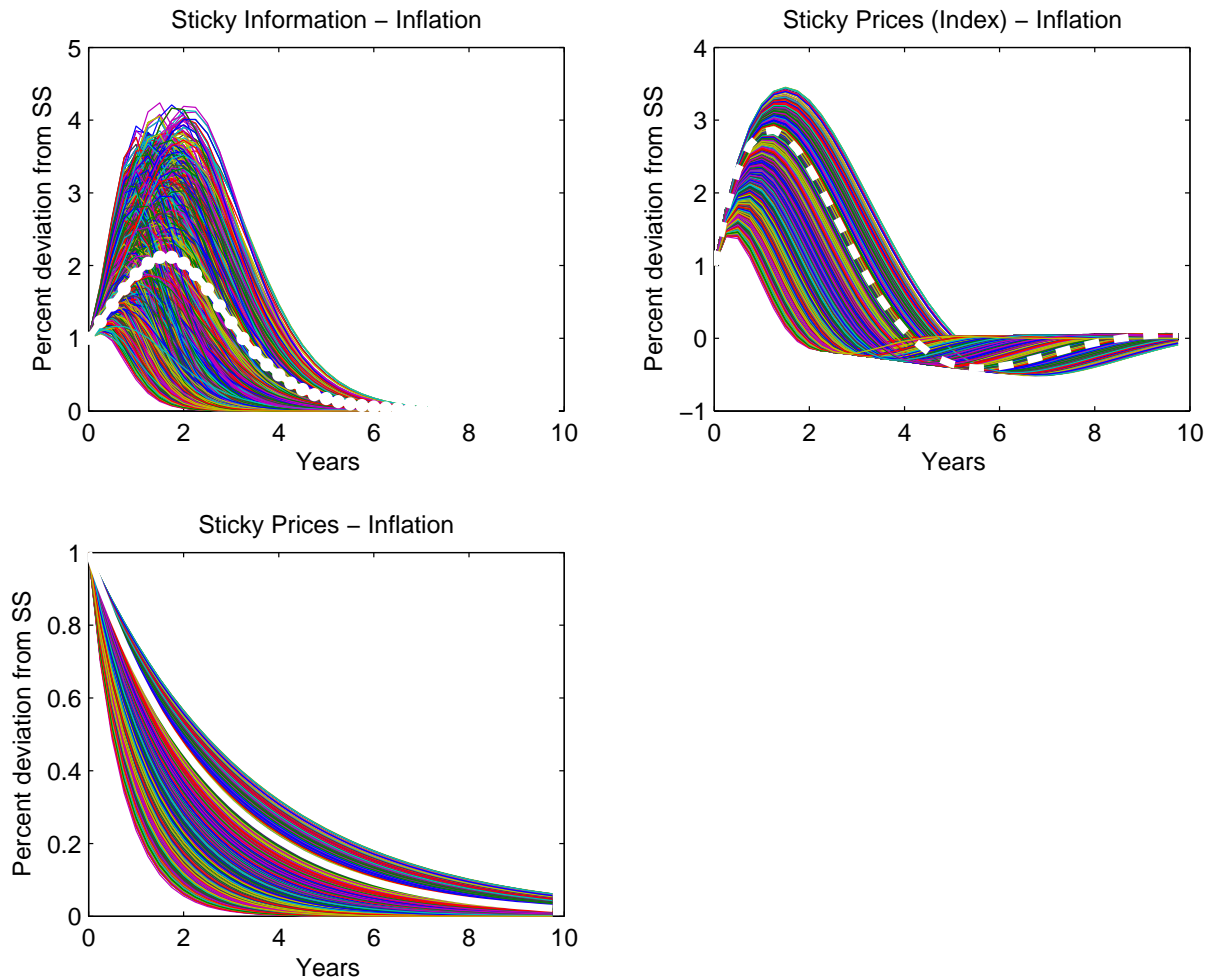 Sticky Information − Inflation
Percent deviation from SS
5
4
3
2
1
0
0 2 4 6 8 10
Years
Sticky Prices (Index) − Inflation
Percent deviation from SS
4
3
2
1
0
−1
0 2 4 6 8 10
Years
Sticky Prices − Inflation
Percent deviation from SS
1
0.8
0.6
0.4
0.2
0
0 2 4 6 8 10
Years